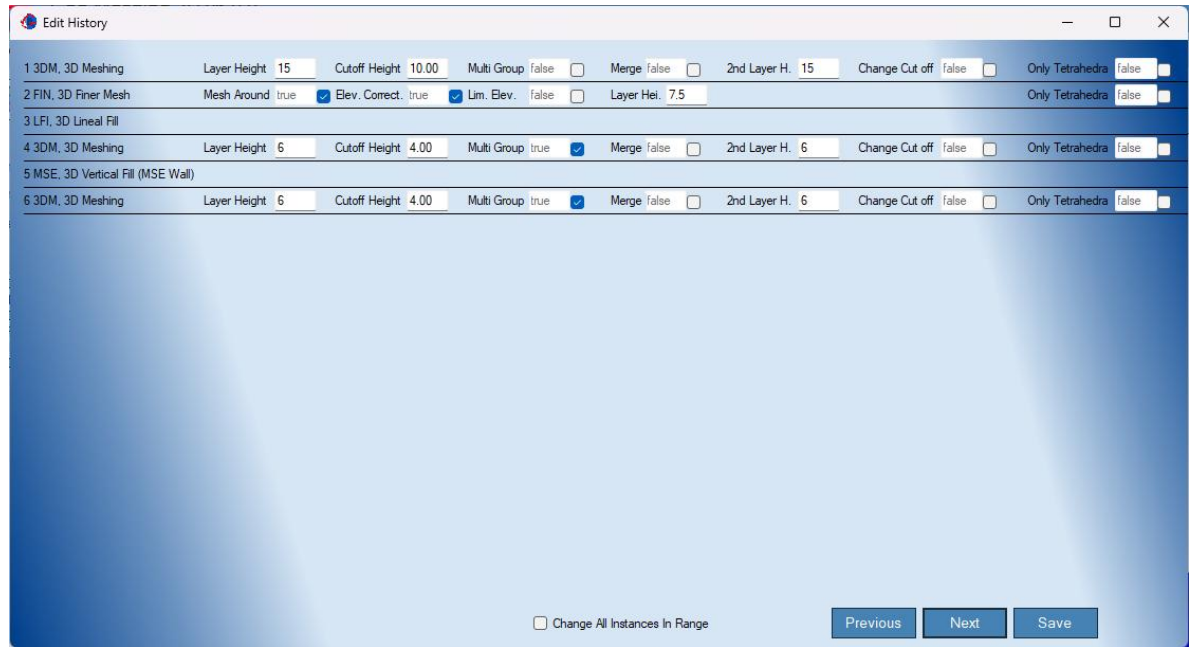 Edit History
1 3DM, 3D Meshing Layer Height 15 Cutoff Height 10.00 Multi Group false Merge false 2nd Layer H. 15 Change Cut off false Only Tetrahedra false
2 FIN, 3D Finer Mesh Mesh Around true Elev. Correct. true Lim. Elev. false Layer Hei. 7.5 Only Tetrahedra false
3 LFI, 3D Lineal Fill
4 3DM, 3D Meshing Layer Height 6 Cutoff Height 4.00 Multi Group true Merge false 2nd Layer H. 6 Change Cut off false Only Tetrahedra false
5 MSE, 3D Vertical Fill (MSE Wall)
6 3DM, 3D Meshing Layer Height 6 Cutoff Height 4.00 Multi Group true Merge false 2nd Layer H. 6 Change Cut off false Only Tetrahedra false
Change All Instances In Range Previous Next Save